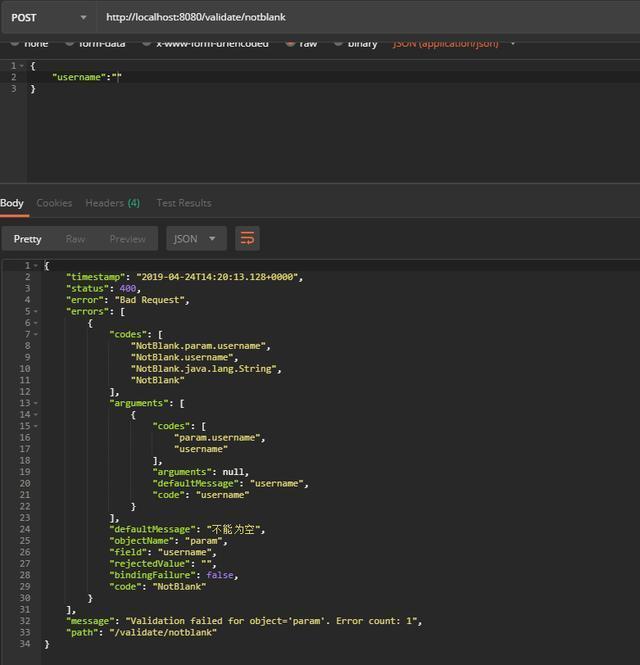 POST http://localhost:8080/validate/notblank
none form-data x-www-form-urlencoded raw binary JSON (application/json)
1 {
2 "username":""
3 }
Body Cookies Headers (4) Test Results
Pretty Raw Preview JSON
1 {
2 "timestamp": "2019-04-24T14:20:13.128+0000",
3 "status": 400,
4 "error": "Bad Request",
5 "errors": [
6 {
7 "codes": [
8 "NotBlank.param.username",
9 "NotBlank.username",
10 "NotBlank.java.lang.String",
11 "NotBlank"
12 ],
13 "arguments": [
14 {
15 "codes": [
16 "param.username",
17 "username"
18 ],
19 "arguments": null,
20 "defaultMessage": "username",
21 "code": "username"
22 }
23 ],
24 "defaultMessage": "不能为空",
25 "objectName": "param",
26 "field": "username",
27 "rejectedValue": "",
28 "bindingFailure": false,
29 "code": "NotBlank"
30 }
31 ],
32 "message": "Validation failed for object='param'. Error count: 1",
33 "path": "/validate/notblank"
34 }